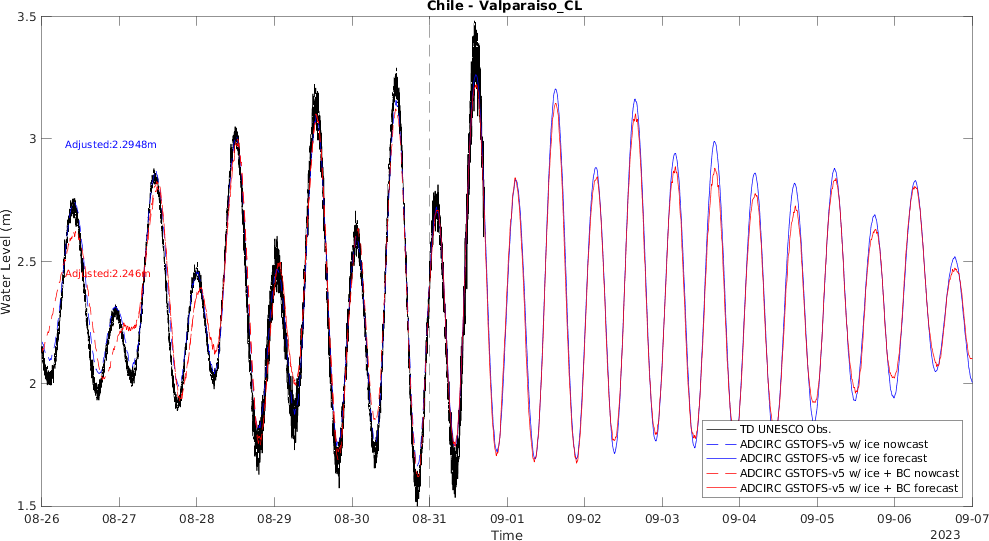 Chile - Valparaiso_CL
3.5
3
2.5
2
1.5
Water Level (m)
Adjusted:2.2948m
Adjusted:2.246m
TD UNESCO Obs.
ADCIRC GSTOFS-v5 w/ ice nowcast
ADCIRC GSTOFS-v5 w/ ice forecast
ADCIRC GSTOFS-v5 w/ ice + BC nowcast
ADCIRC GSTOFS-v5 w/ ice + BC forecast
08-26 08-27 08-28 08-29 08-30 08-31 09-01 09-02 09-03 09-04 09-05 09-06 09-07
Time
2023